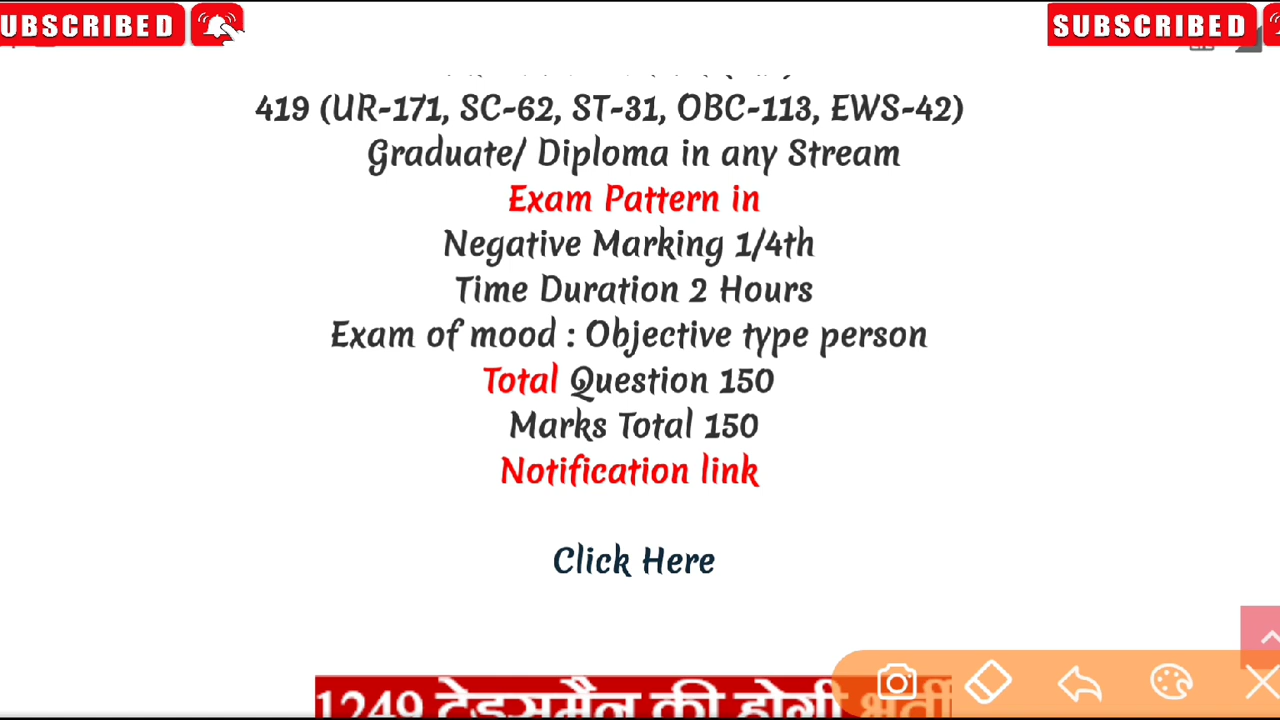 UBSCRIBED
SUBSCRIBED
419 (UR-171, SC-62, ST-31, OBC-113, EWS-42)
Graduate/ Diploma in any Stream
Exam Pattern in
Negative Marking 1/4th
Time Duration 2 Hours
Exam of mood : Objective type person
Total Question 150
Marks Total 150
Notification link
Click Here
1249 ट्रेड्समैन की होगी भर्ती